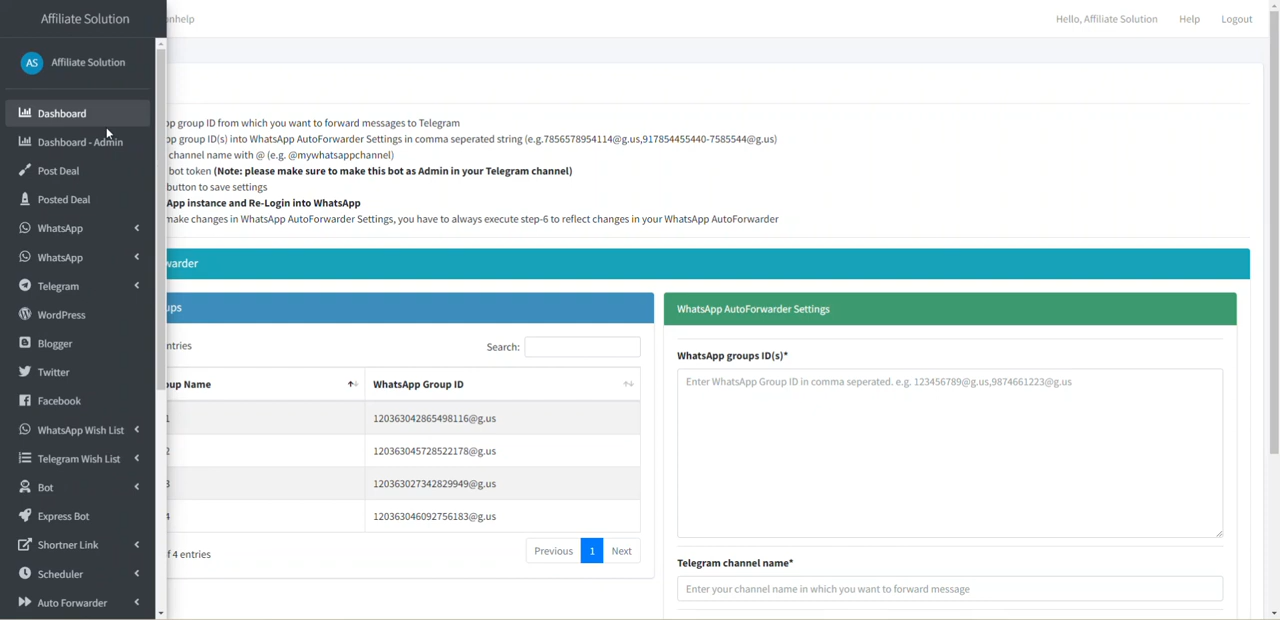 Affiliate Solution
nhelp
Hello, Affiliate Solution
Help
Logout
AS
Affiliate Solution
Dashboard
Dashboard - Admin
Post Deal
Posted Deal
WhatsApp
WhatsApp
Telegram
WordPress
Blogger
Twitter
Facebook
WhatsApp Wish List
Telegram Wish List
Bot
Express Bot
Shortner Link
Scheduler
Auto Forwarder
pp group ID from which you want to forward messages to Telegram
pp group ID(s) into WhatsApp AutoForwarder Settings in comma seperated string (e.g.7856578954114@g.us,917854455440-7585544@g.us)
channel name with @ (e.g. @mywhatsappchannel)
bot token (Note: please make sure to make this bot as Admin in your Telegram channel)
button to save settings
App instance and Re-Login into WhatsApp
make changes in WhatsApp AutoForwarder Settings, you have to always execute step-6 to reflect changes in your WhatsApp AutoForwarder
warder
ups
ntries
Search:
oup Name
WhatsApp Group ID
1
120363042865498116@g.us
2
120363045728522178@g.us
3
120363027342829949@g.us
4
120363046092756183@g.us
of 4 entries
Previous
1
Next
WhatsApp AutoForwarder Settings
WhatsApp groups ID(s)*
Enter WhatsApp Group ID in comma seperated. e.g. 123456789@g.us,9874661223@g.us
Telegram channel name*
Enter your channel name in which you want to forward message